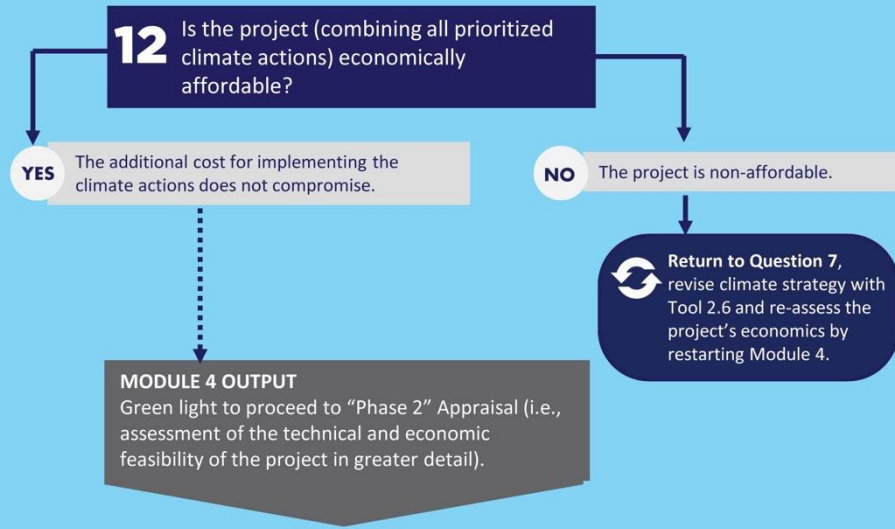 12
Is the project (combining all prioritized
climate actions) economically
affordable?
YES
The additional cost for implementing the
climate actions does not compromise.
NO
The project is non-affordable.
Return to Question 7,
revise climate strategy with
Tool 2.6 and re-assess the
project’s economics by
restarting Module 4.
MODULE 4 OUTPUT
Green light to proceed to “Phase 2” Appraisal (i.e.,
assessment of the technical and economic
feasibility of the project in greater detail).